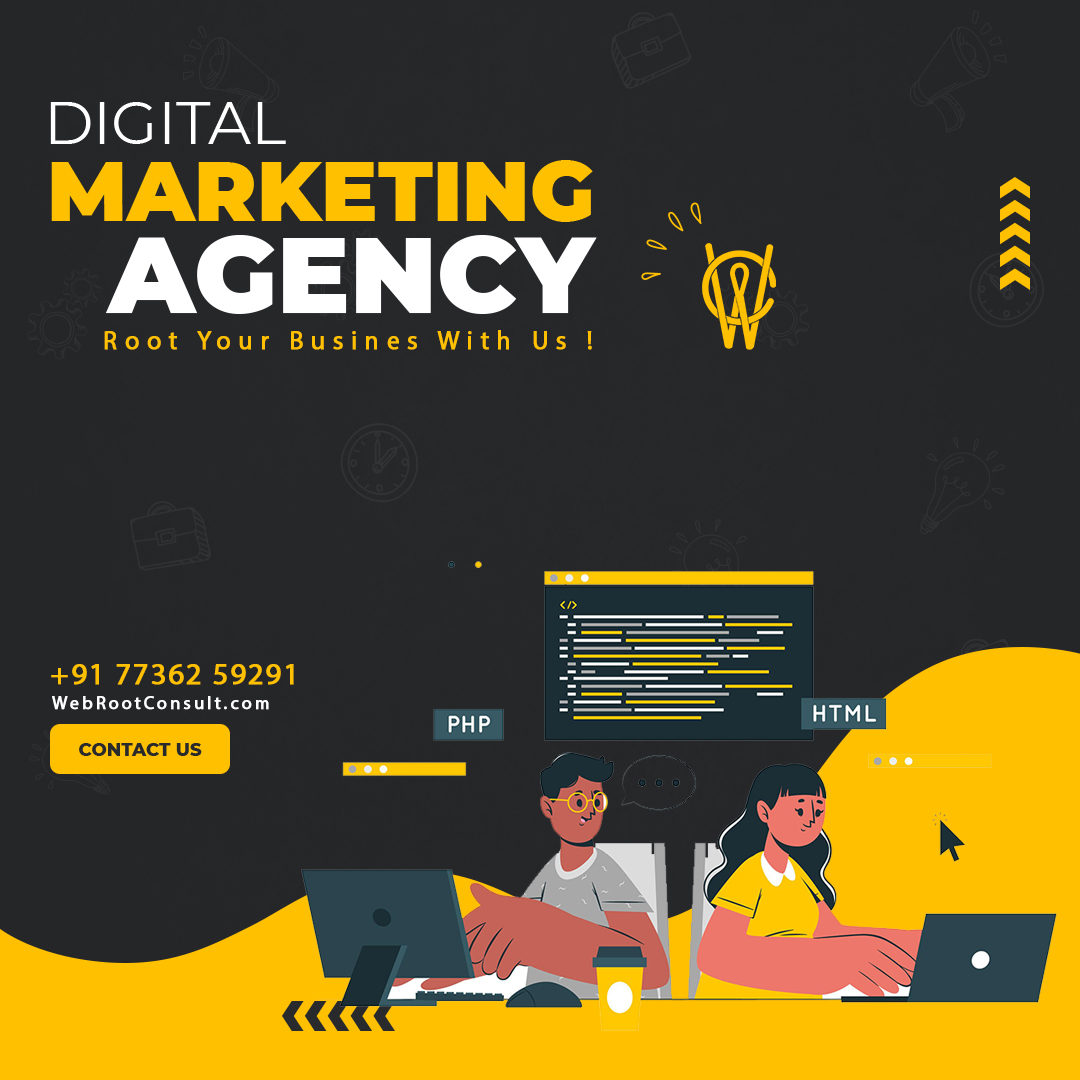 DIGITAL
MARKETING
AGENCY
Root Your Busines With Us !
</>
+91 77362 59291
WebRootConsult.com
PHP
HTML
CONTACT US